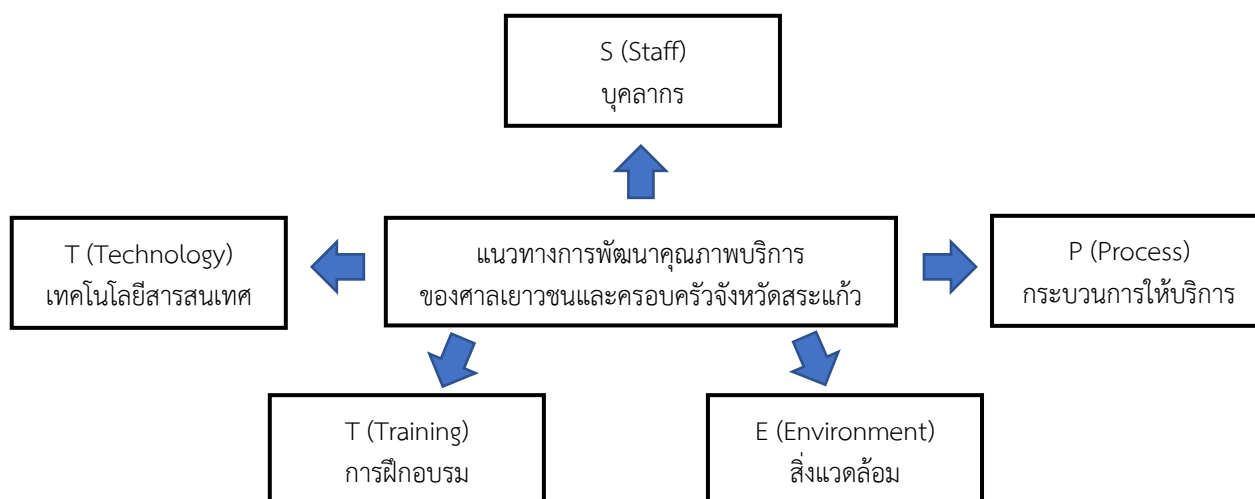 S (Staff)
บุคลากร
T (Technology)
เทคโนโลยีสารสนเทศ
แนวทางการพัฒนาคุณภาพบริการ
ของศาลเยาวชนและครอบครัวจังหวัดสระแก้ว
P (Process)
กระบวนการให้บริการ
T (Training)
การฝึกอบรม
E (Environment)
สิ่งแวดล้อม